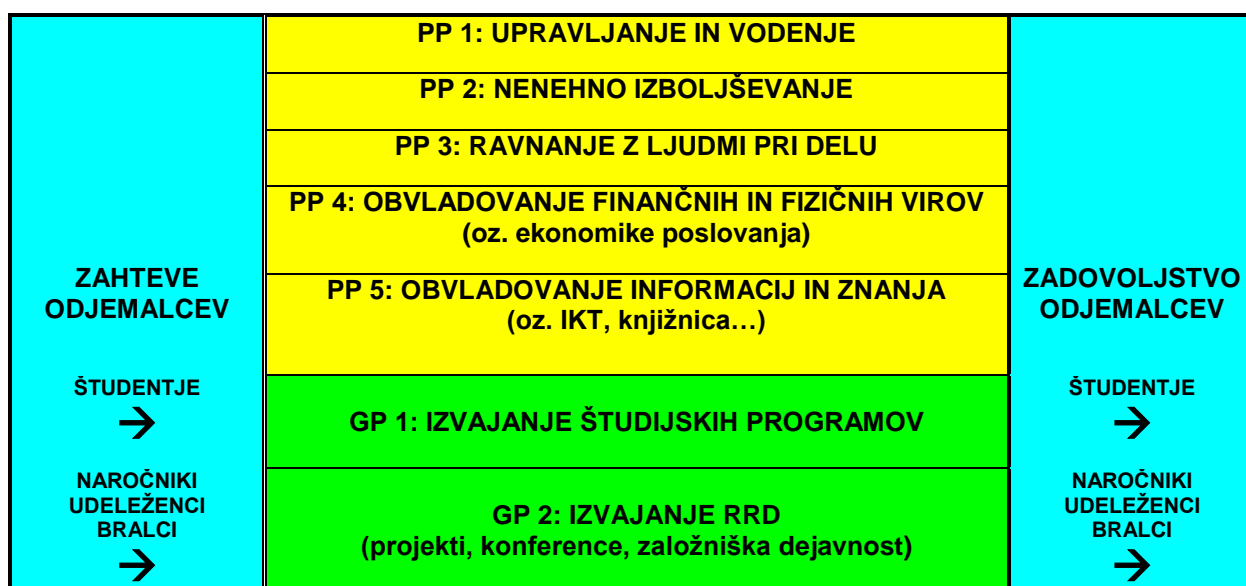 ZAHTEVE
ODJEMALCEV
ŠTUDENTJE
→
NAROČNIKI
UDELEŽENCI
BRALCI
→
PP 1: UPRAVLJANJE IN VODENJE
PP 2: NENEHNO IZBOLJŠEVANJE
PP 3: RAVNANJE Z LJUDMI PRI DELU
PP 4: OBVLADOVANJE FINANČNIH IN FIZIČNIH VIROV
(oz. ekonomike poslovanja)
PP 5: OBVLADOVANJE INFORMACIJ IN ZNANJA
(oz. IKT, knjižnica…)
GP 1: IZVAJANJE ŠTUDIJSKIH PROGRAMOV
GP 2: IZVAJANJE RRD
(projekti, konference, založniška dejavnost)
ZADOVOLJSTVO
ODJEMALCEV
ŠTUDENTJE
→
NAROČNIKI
UDELEŽENCI
BRALCI
→